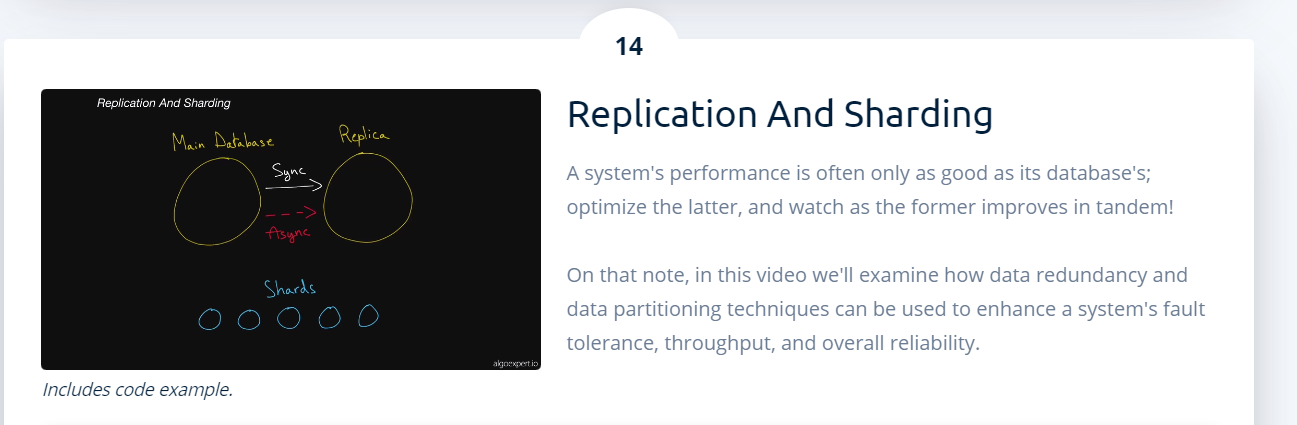 14
Replication And Sharding
Main Database
Replica
Sync
Async
Shards
algoexpert.io
Includes code example.
Replication And Sharding
A system's performance is often only as good as its database's;
optimize the latter, and watch as the former improves in tandem!
On that note, in this video we'll examine how data redundancy and
data partitioning techniques can be used to enhance a system's fault
tolerance, throughput, and overall reliability.